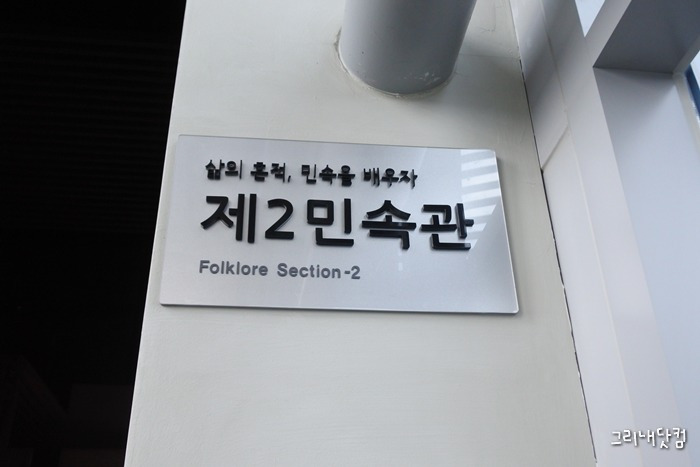 삶의 흔적, 민속을 배우자
제2민속관
Folklore Section-2
그리내닷컴